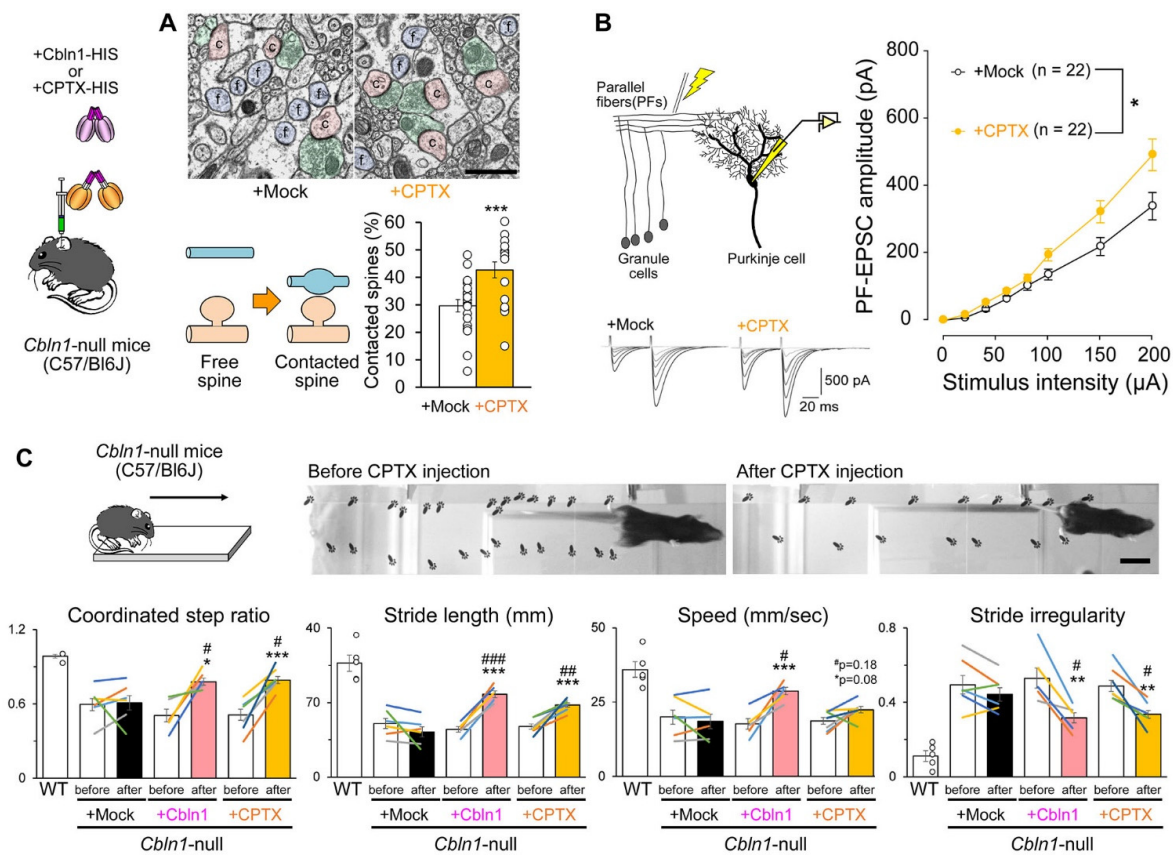 +Cbln1-HIS
or
+CPTX-HIS
Cbln1-null mice
(C57/Bl6J)
A
f
c
c
f
f
f
f
c
f
f
c
f
c
c
f
f
c
+Mock
+CPTX
Free
spine
Contacted
spine
Contacted spines (%)
60
50
40
30
20
10
0
***
+Mock
+CPTX
B
Parallel
fibers(PFs)
Granule
cells
Purkinje cell
+Mock
+CPTX
500 pA
20 ms
PF-EPSC amplitude (pA)
800
600
400
200
0
+Mock (n = 22)
+CPTX (n = 22)
*
0
50
100
150
200
Stimulus intensity (µA)
C
Cbln1-null mice
(C57/Bl6J)
Before CPTX injection
After CPTX injection
Coordinated step ratio
1.2
0.6
0.0
#
*
#
***
WT
before after
before after
before after
+Mock
+Cbln1
+CPTX
Cbln1-null
Stride length (mm)
40
70
0
###
***
##
***
WT
before after
before after
before after
+Mock
+Cbln1
+CPTX
Cbln1-null
Speed (mm/sec)
50
25
0
#
***
#p=0.18
*p=0.08
WT
before after
before after
before after
+Mock
+Cbln1
+CPTX
Cbln1-null
Stride irregularity
0.8
0.4
0
#
**
#
**
WT
before after
before after
before after
+Mock
+Cbln1
+CPTX
Cbln1-null